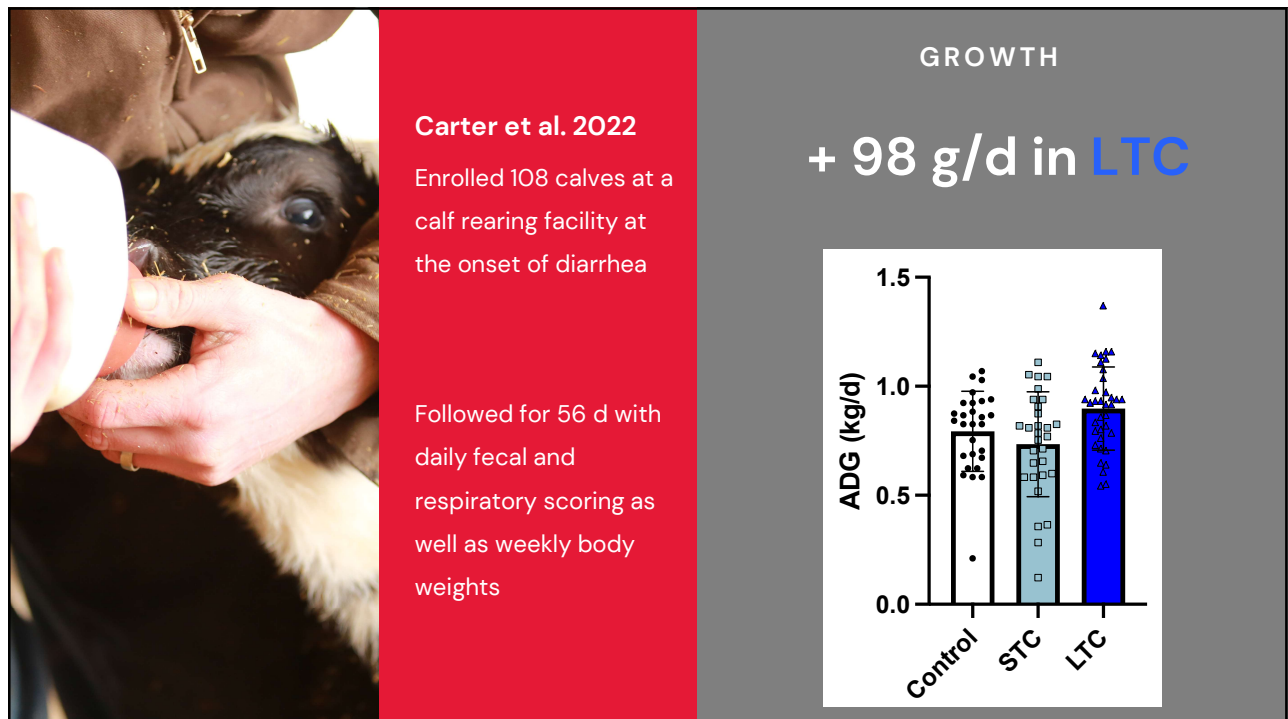 Carter et al. 2022
Enrolled 108 calves at a
calf rearing facility at
the onset of diarrhea
Followed for 56 d with
daily fecal and
respiratory scoring as
well as weekly body
weights
GROWTH
+ 98 g/d in LTC
ADG (kg/d)
1.5
1.0
0.5
0.0
Control
STC
LTC